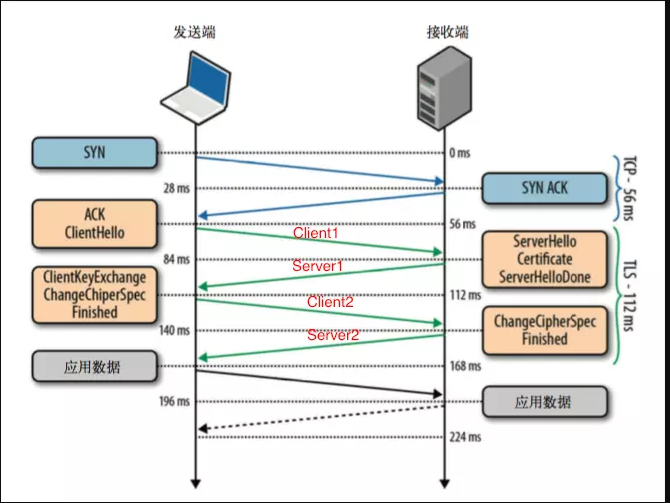 发送端
接收端
SYN
0 ms
28 ms
SYN ACK
TCP - 56 ms
ACK
ClientHello
56 ms
Client1
84 ms
ServerHello
Certificate
ServerHelloDone
Server1
TLS - 112 ms
ClientKeyExchange
ChangeChiperSpec
Finished
112 ms
Client2
140 ms
ChangeCipherSpec
Finished
Server2
应用数据
168 ms
196 ms
应用数据
224 ms